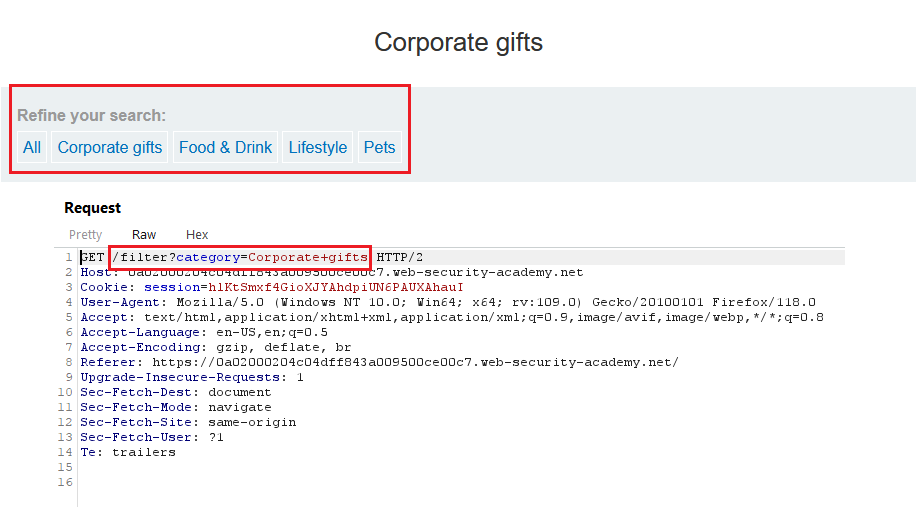 Corporate gifts
Refine your search:
All Corporate gifts Food & Drink Lifestyle Pets
Request
Pretty Raw Hex
1 GET /filter?category=Corporate+gifts HTTP/2
2 Host: 0a02000204c04dff843a009500ce00c7.web-security-academy.net
3 Cookie: session=hlKtSmxf4GioXJYAhdpiUN6PAUXAhauI
4 User-Agent: Mozilla/5.0 (Windows NT 10.0; Win64; x64; rv:109.0) Gecko/20100101 Firefox/118.0
5 Accept: text/html,application/xhtml+xml,application/xml;q=0.9,image/avif,image/webp,*/*;q=0.8
6 Accept-Language: en-US,en;q=0.5
7 Accept-Encoding: gzip, deflate, br
8 Referer: https://0a02000204c04dff843a009500ce00c7.web-security-academy.net/
9 Upgrade-Insecure-Requests: 1
10 Sec-Fetch-Dest: document
11 Sec-Fetch-Mode: navigate
12 Sec-Fetch-Site: same-origin
13 Sec-Fetch-User: ?1
14 Te: trailers
15
16